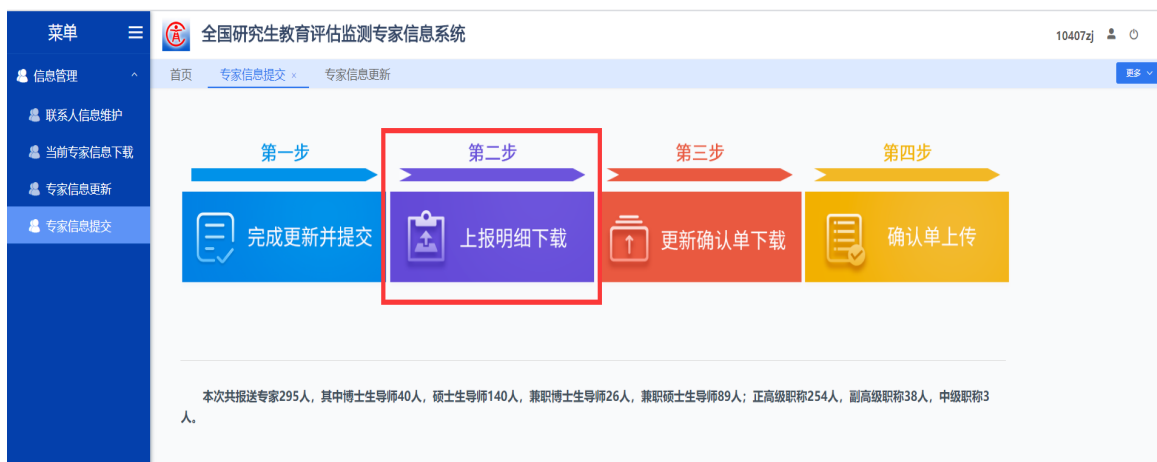 菜单
全国研究生教育评估监测专家信息系统
10407zj
信息管理
首页
专家信息提交 ×
专家信息更新
更多
联系人信息维护
当前专家信息下载
专家信息更新
专家信息提交
第一步
第二步
第三步
第四步
完成更新并提交
上报明细下载
更新确认单下载
确认单上传
本次共报送专家295人，其中博士生导师40人，硕士生导师140人，兼职博士生导师26人，兼职硕士生导师89人；正高级职称254人，副高级职称38人，中级职称3
人。